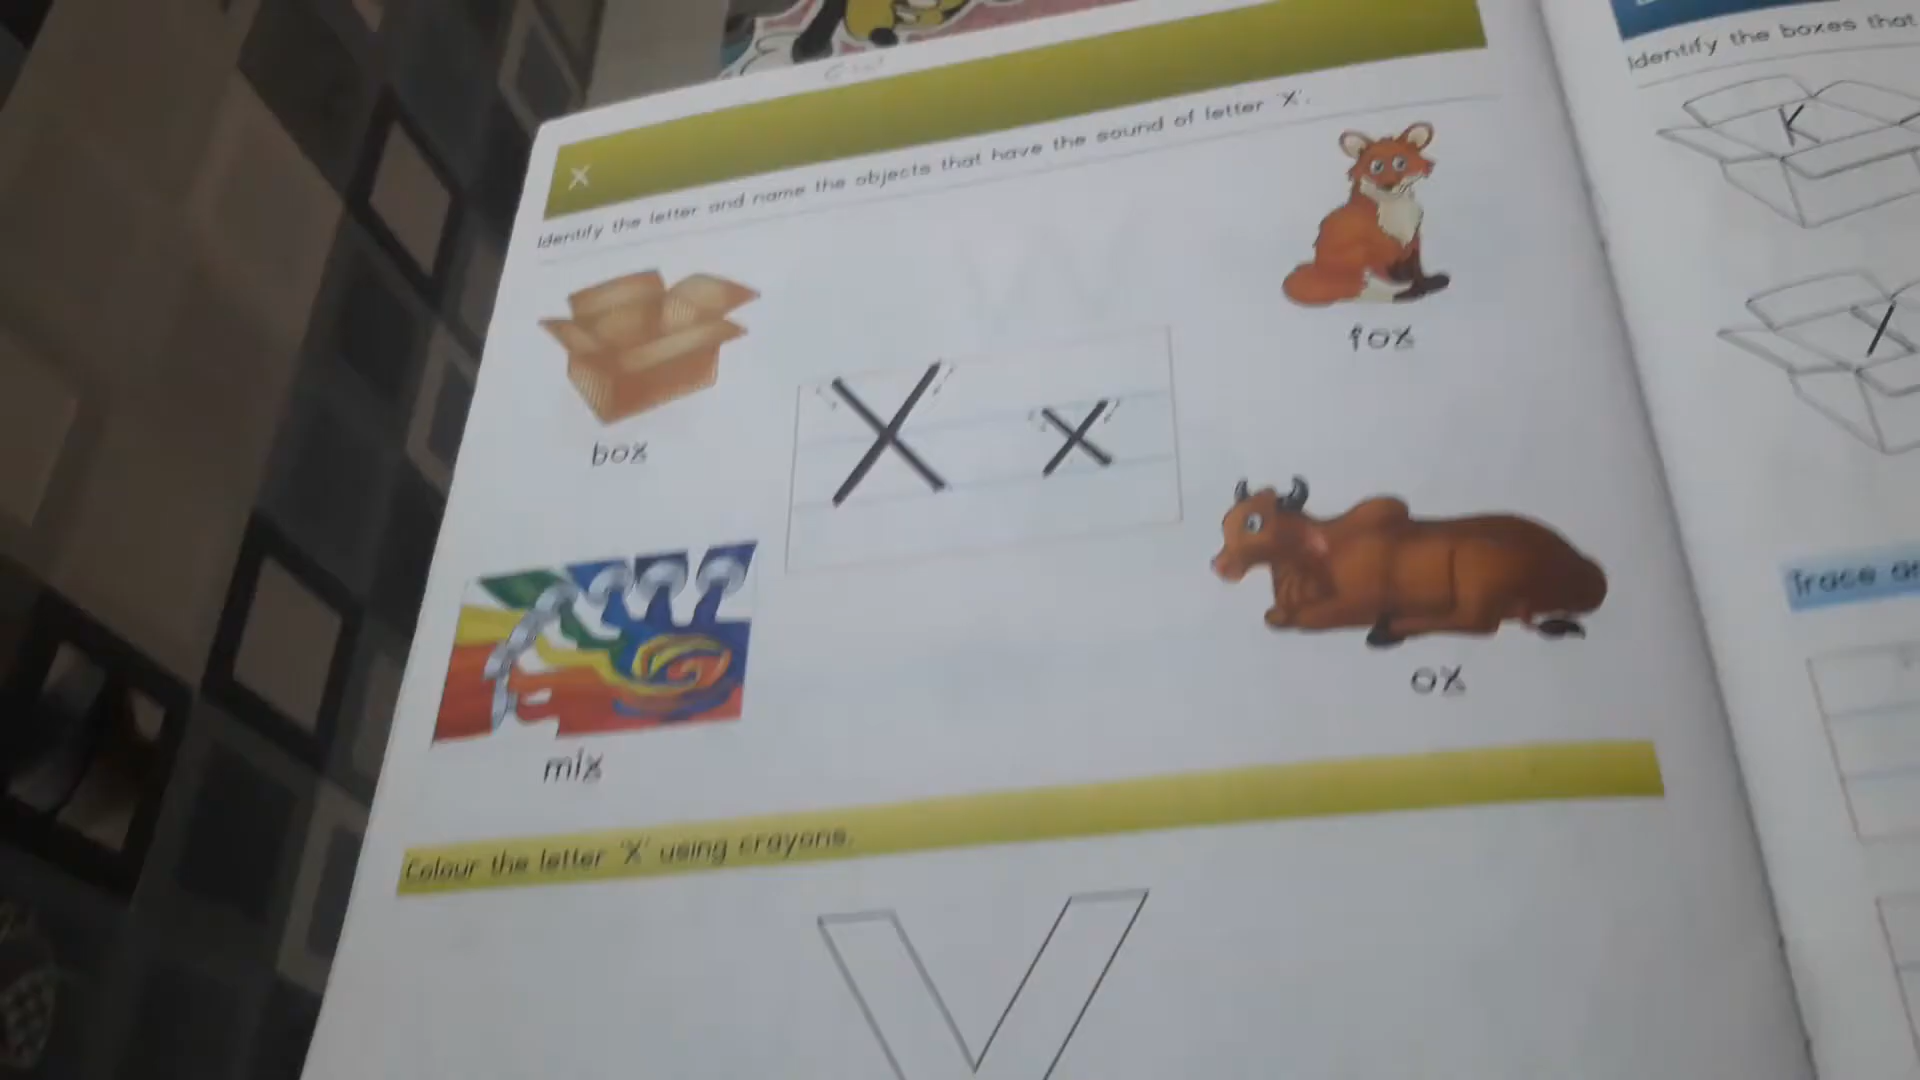 X
Identify the letter and name the objects that have the sound of letter 'X'.
box
fox
X x
mix
ox
Colour the letter 'X' using crayons.
Identify the boxes that
K
X
Trace